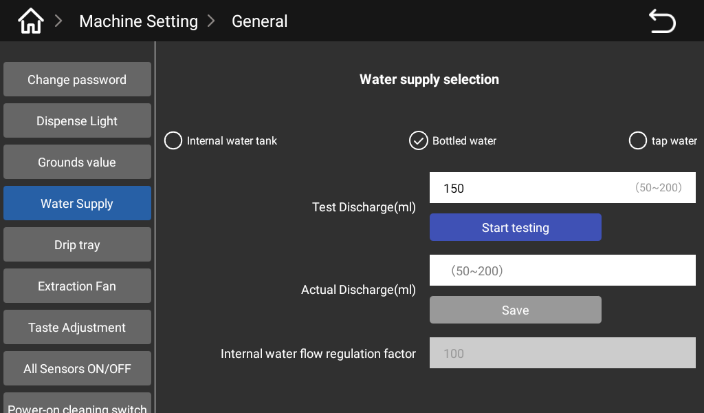 Machine Setting > General
Change password
Dispense Light
Grounds value
Water Supply
Drip tray
Extraction Fan
Taste Adjustment
All Sensors ON/OFF
Power-on cleaning switch
Water supply selection
Internal water tank
Bottled water
tap water
Test Discharge(ml)
150
(50~200)
Start testing
Actual Discharge(ml)
(50~200)
Save
Internal water flow regulation factor
100